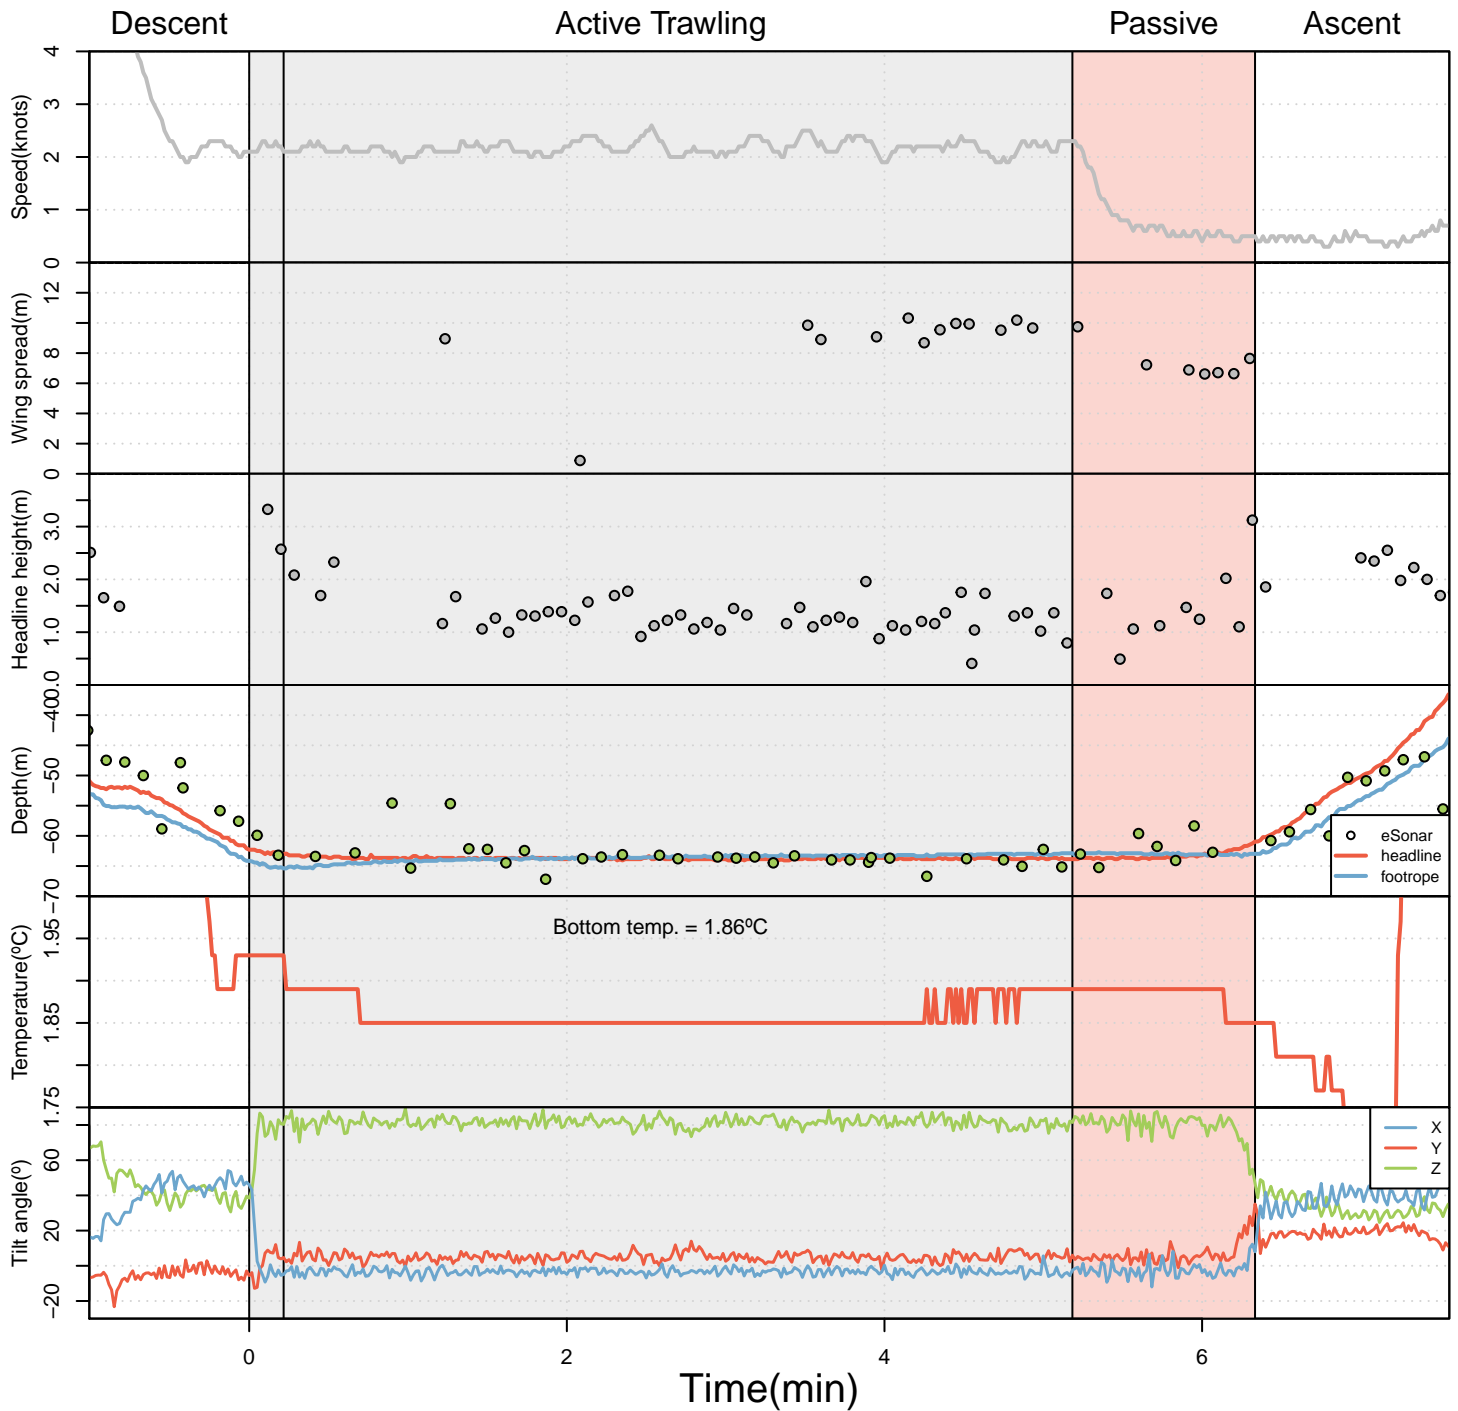 Descent Active Trawling Passive Ascent
Speed(knots)
0 1 2 3 4
Wing spread(m)
0 2 4 6 8 12
Headline height(m)
0.0 1.0 2.0 3.0
Depth(m)
−70 −60 −50 −40
eSonar
headline
footrope
Temperature(ºC)
1.75 1.85 1.95
Bottom temp. = 1.86ºC
Tilt angle(º)
−20 20 60
X
Y
Z
0 2 4 6
Time(min)